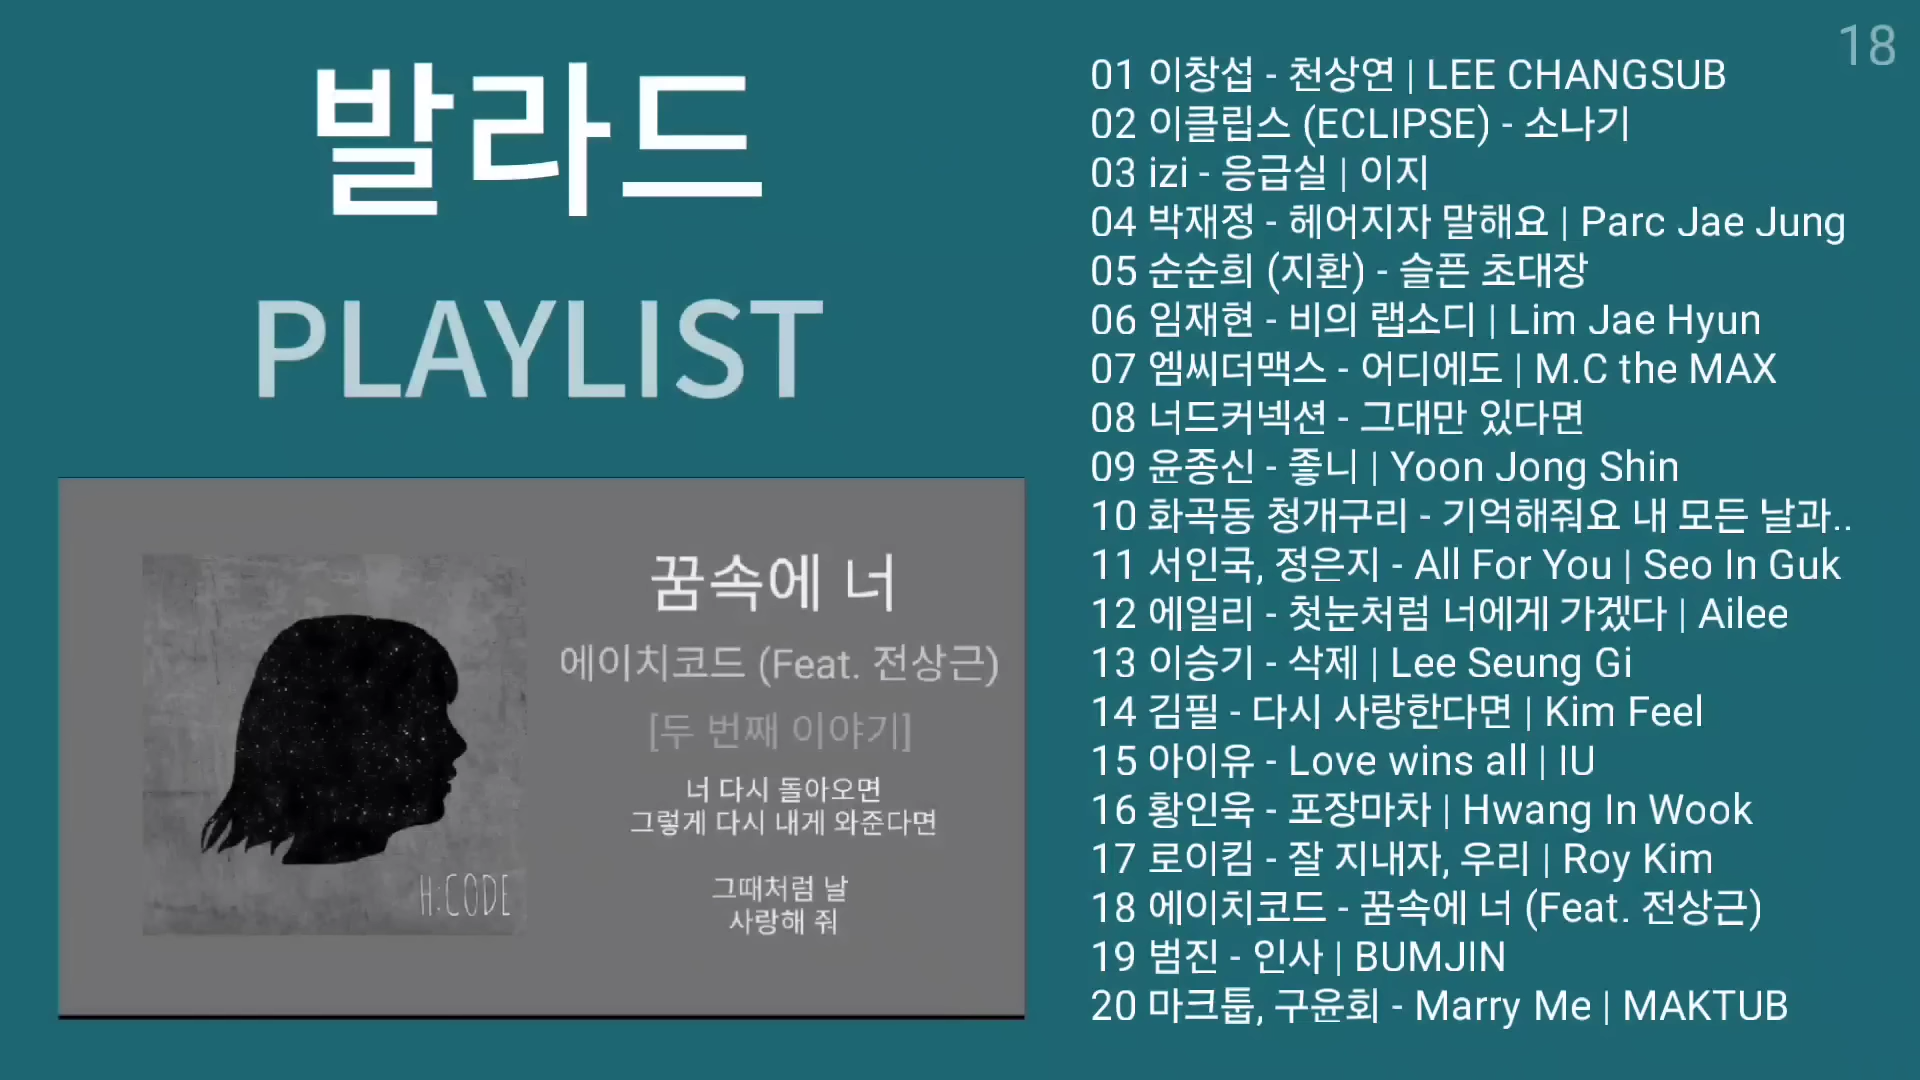 18
발라드
PLAYLIST
꿈속에 너
에이치코드 (Feat. 전상근)
[두 번째 이야기]
너 다시 돌아오면
그렇게 다시 내게 와준다면
그때처럼 날
사랑해 줘
H:CODE
01 이창섭 - 천상연 | LEE CHANGSUB
02 이클립스 (ECLIPSE) - 소나기
03 izi - 응급실 | 이지
04 박재정 - 헤어지자 말해요 | Parc Jae Jung
05 순순희 (지환) - 슬픈 초대장
06 임재현 - 비의 랩소디 | Lim Jae Hyun
07 엠씨더맥스 - 어디에도 | M.C the MAX
08 너드커넥션 - 그대만 있다면
09 윤종신 - 좋니 | Yoon Jong Shin
10 화곡동 청개구리 - 기억해줘요 내 모든 날과..
11 서인국, 정은지 - All For You | Seo In Guk
12 에일리 - 첫눈처럼 너에게 가겠다 | Ailee
13 이승기 - 삭제 | Lee Seung Gi
14 김필 - 다시 사랑한다면 | Kim Feel
15 아이유 - Love wins all | IU
16 황인욱 - 포장마차 | Hwang In Wook
17 로이킴 - 잘 지내자, 우리 | Roy Kim
18 에이치코드 - 꿈속에 너 (Feat. 전상근)
19 범진 - 인사 | BUMJIN
20 마크툽, 구윤회 - Marry Me | MAKTUB